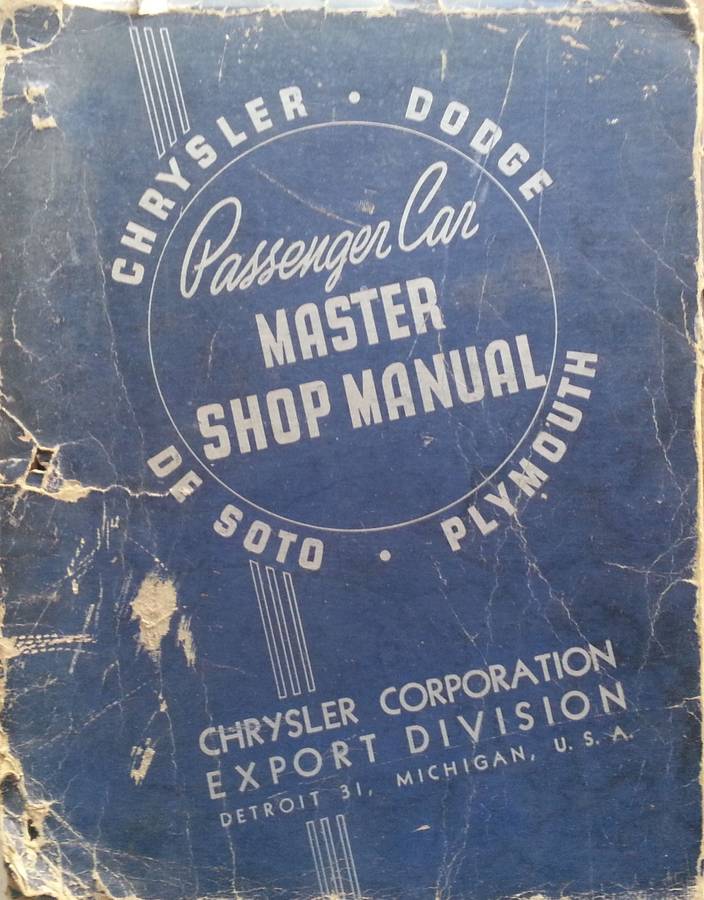 CHRYSLER • DODGE
Passenger Car
MASTER
SHOP MANUAL
DE SOTO • PLYMOUTH
CHRYSLER CORPORATION
EXPORT DIVISION
DETROIT 31, MICHIGAN, U. S. A.